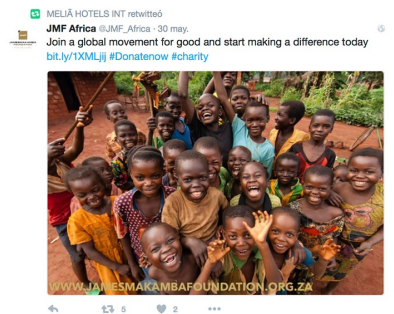 MELIÃ HOTELS INT retwitteó
JMF Africa @JMF_Africa · 30 may.
Join a global movement for good and start making a difference today
bit.ly/1XMLjij #Donatenow #charity
WWW.JAMESMAKAMBAFOUNDATION.ORG.ZA
5
2